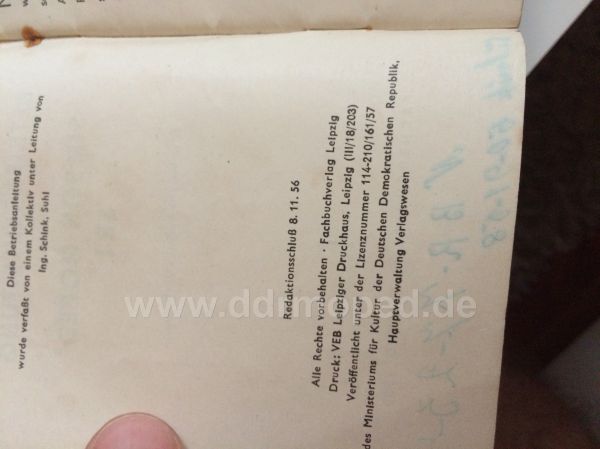 Diese Betriebsanleitung
wurde verfaßt von einem Kollektiv unter Leitung von
Ing. Schink, Suhl
Redaktionsschluß 8. 11. 56
Alle Rechte vorbehalten · Fachbuchverlag Leipzig
Druck: VEB Leipziger Druckhaus, Leipzig (III/18/203)
Veröffentlicht unter der Lizenznummer 114-210/161/57
des Ministeriums für Kultur der Deutschen Demokratischen Republik,
Hauptverwaltung Verlagswesen
www.ddrmoped.de